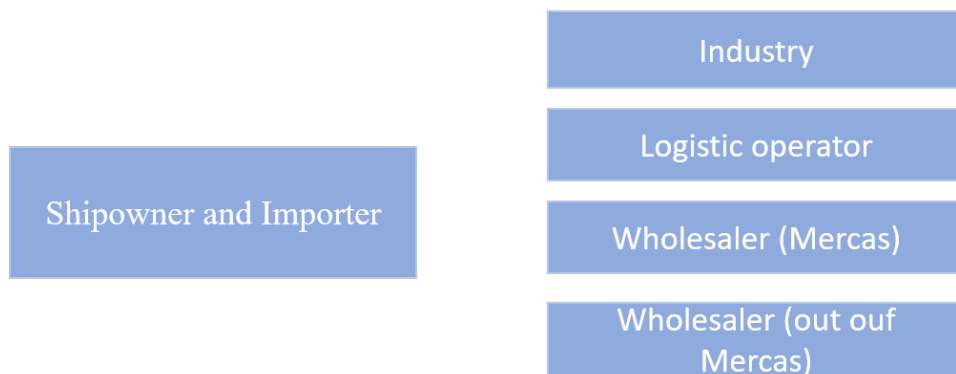 Industry
Logistic operator
Shipowner and Importer
Wholesaler (Mercas)
Wholesaler (out ouf
Mercas)